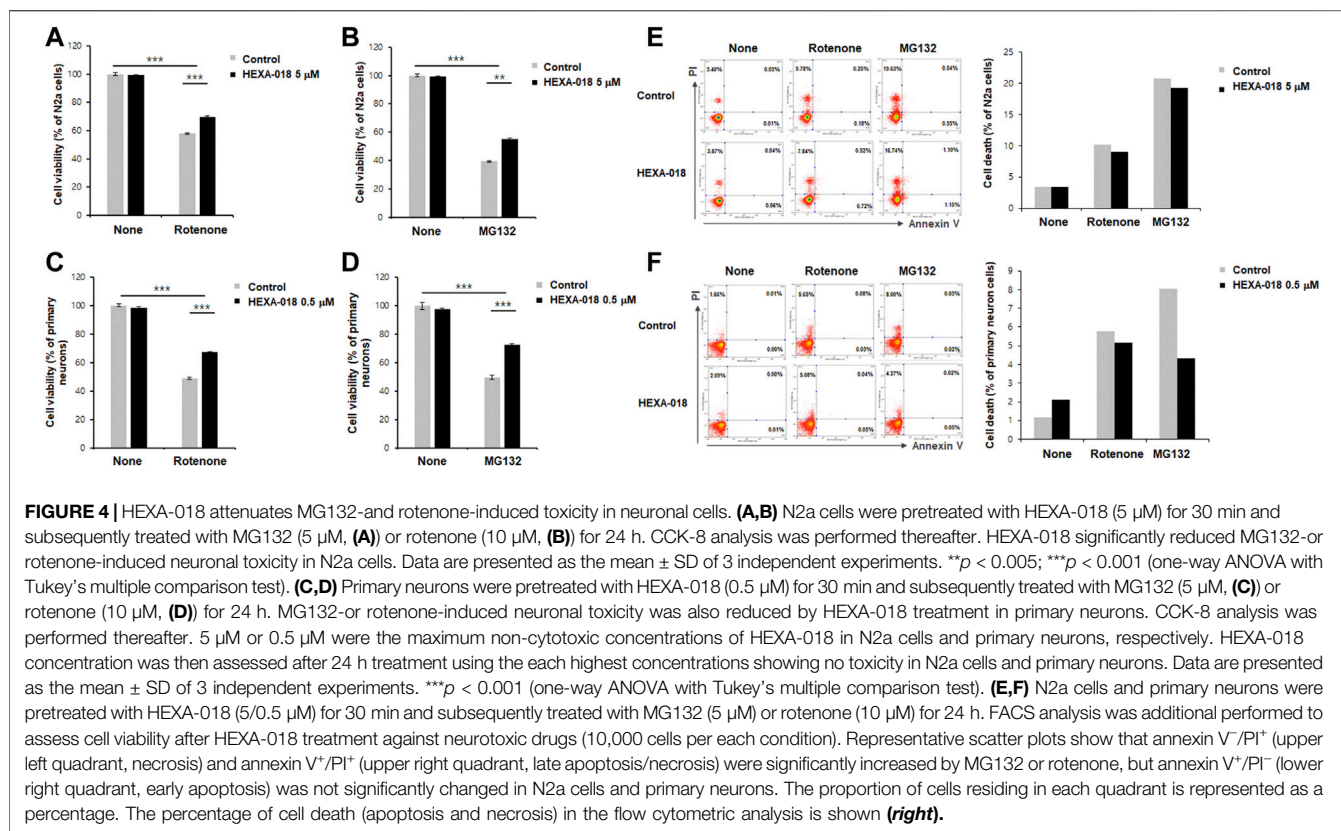 A
Cell viability (% of N2a cells)
120
100
80
60
40
20
0
***
***
Control
HEXA-018 5 μM
None Rotenone
B
Cell viability (% of N2a cells)
120
100
80
60
40
20
0
***
**
Control
HEXA-018 5 μM
None MG132
E
None Rotenone MG132
PI
Control
3.40% 0.03% 9.78% 0.25% 19.63% 0.54%
0.01% 0.18% 0.55%
HEXA-018
3.87% 0.04% 7.84% 0.52% 16.74% 1.10%
0.06% 0.72% 1.15%
Annexin V
Cell death (% of N2a cells)
25
20
15
10
5
0
Control
HEXA-018 5 μM
None Rotenone MG132
C
Cell viability (% of primary
neurons)
120
100
80
60
40
20
0
***
***
Control
HEXA-018 0.5 μM
None Rotenone
D
Cell viability (% of primary
neurons)
120
100
80
60
40
20
0
***
***
Control
HEXA-018 0.5 μM
None MG132
F
None Rotenone MG132
PI
Control
1.66% 0.01% 5.65% 0.08% 8.00% 0.03%
0.00% 0.03% 0.02%
HEXA-018
2.05% 0.00% 5.08% 0.04% 4.27% 0.02%
0.01% 0.05% 0.05%
Annexin V
Cell death (% of primary neuron cells)
9
8
7
6
5
4
3
2
1
0
Control
HEXA-018 0.5 μM
None Rotenone MG132
FIGURE 4 | HEXA-018 attenuates MG132-and rotenone-induced toxicity in neuronal cells. (A,B) N2a cells were pretreated with HEXA-018 (5 μM) for 30 min and
subsequently treated with MG132 (5 μM, (A)) or rotenone (10 μM, (B)) for 24 h. CCK-8 analysis was performed thereafter. HEXA-018 significantly reduced MG132-or
rotenone-induced neuronal toxicity in N2a cells. Data are presented as the mean ± SD of 3 independent experiments. **p < 0.005; ***p < 0.001 (one-way ANOVA with
Tukey's multiple comparison test). (C,D) Primary neurons were pretreated with HEXA-018 (0.5 μM) for 30 min and subsequently treated with MG132 (5 μM, (C)) or
rotenone (10 μM, (D)) for 24 h. MG132-or rotenone-induced neuronal toxicity was also reduced by HEXA-018 treatment in primary neurons. CCK-8 analysis was
performed thereafter. 5 μM or 0.5 μM were the maximum non-cytotoxic concentrations of HEXA-018 in N2a cells and primary neurons, respectively. HEXA-018
concentration was then assessed after 24 h treatment using the each highest concentrations showing no toxicity in N2a cells and primary neurons. Data are presented
as the mean ± SD of 3 independent experiments. ***p < 0.001 (one-way ANOVA with Tukey's multiple comparison test). (E,F) N2a cells and primary neurons were
pretreated with HEXA-018 (5/0.5 μM) for 30 min and subsequently treated with MG132 (5 μM) or rotenone (10 μM) for 24 h. FACS analysis was additional performed to
assess cell viability after HEXA-018 treatment against neurotoxic drugs (10,000 cells per each condition). Representative scatter plots show that annexin V⁻/PI⁺ (upper
left quadrant, necrosis) and annexin V⁺/PI⁺ (upper right quadrant, late apoptosis/necrosis) were significantly increased by MG132 or rotenone, but annexin V⁺/PI⁻ (lower
right quadrant, early apoptosis) was not significantly changed in N2a cells and primary neurons. The proportion of cells residing in each quadrant is represented as a
percentage. The percentage of cell death (apoptosis and necrosis) in the flow cytometric analysis is shown (right).